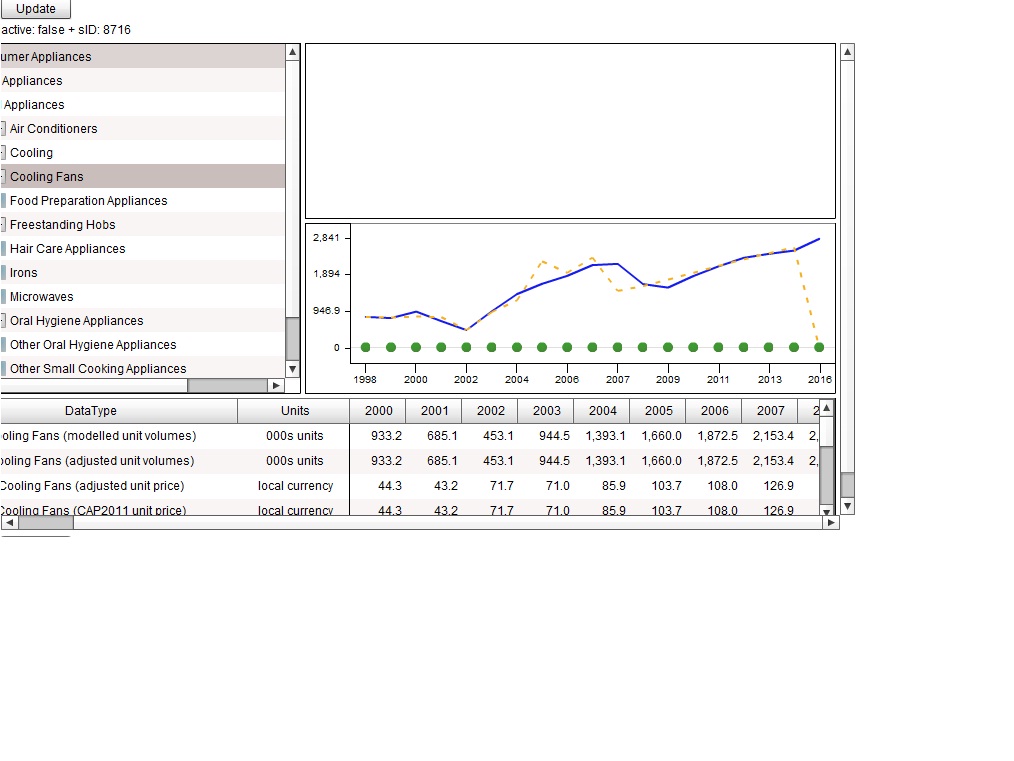 Update
active: false + sID: 8716
umer Appliances
Appliances
Appliances
Air Conditioners
Cooling
Cooling Fans
Food Preparation Appliances
Freestanding Hobs
Hair Care Appliances
Irons
Microwaves
Oral Hygiene Appliances
Other Oral Hygiene Appliances
Other Small Cooking Appliances
2,841
1,894
946.9
0
1998 2000 2002 2004 2006 2007 2009 2011 2013 2016
DataType Units 2000 2001 2002 2003 2004 2005 2006 2007 2
oling Fans (modelled unit volumes) 000s units 933.2 685.1 453.1 944.5 1,393.1 1,660.0 1,872.5 2,153.4 2,
ooling Fans (adjusted unit volumes) 000s units 933.2 685.1 453.1 944.5 1,393.1 1,660.0 1,872.5 2,153.4 2,
Cooling Fans (adjusted unit price) local currency 44.3 43.2 71.7 71.0 85.9 103.7 108.0 126.9
Cooling Fans (CAP2011 unit price) local currency 44.3 43.2 71.7 71.0 85.9 103.7 108.0 126.9